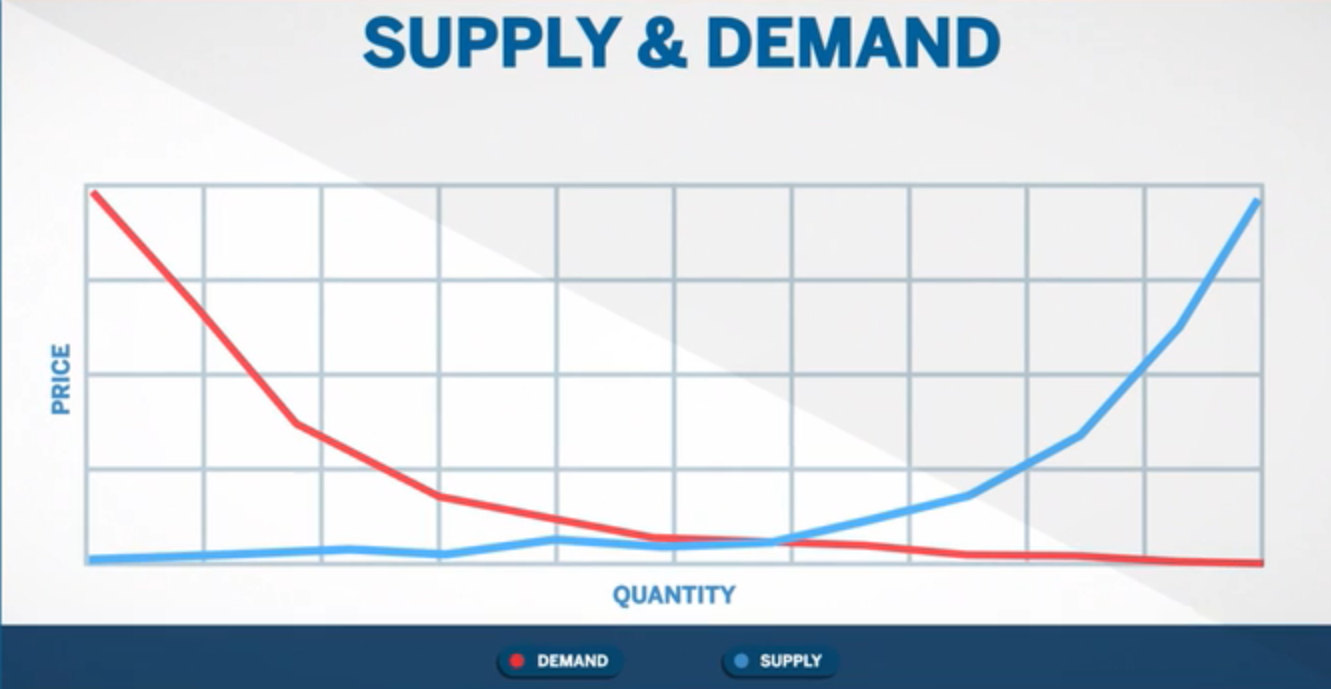 SUPPLY & DEMAND
PRICE
QUANTITY
DEMAND
SUPPLY